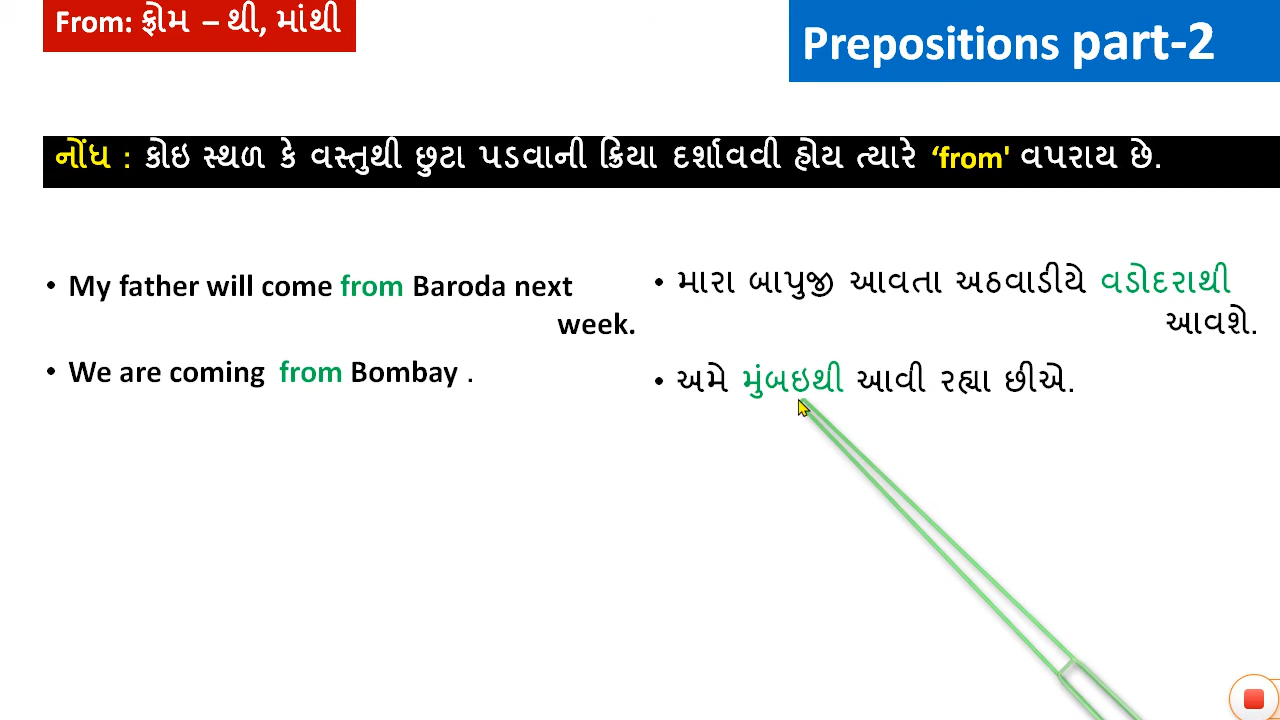 From: ફ્રોમ – થી, માંથી
Prepositions part-2
નોંધ : કોઇ સ્થળ કે વસ્તુથી છુટા પડવાની ક્રિયા દર્શાવવી હોય ત્યારે ‘from' વપરાય છે.
• My father will come from Baroda next
week.
• We are coming from Bombay .
• મારા બાપુજી આવતા અઠવાડીયે વડોદરાથી
આવશે.
• અમે મુંબઇથી આવી રહ્યા છીએ.